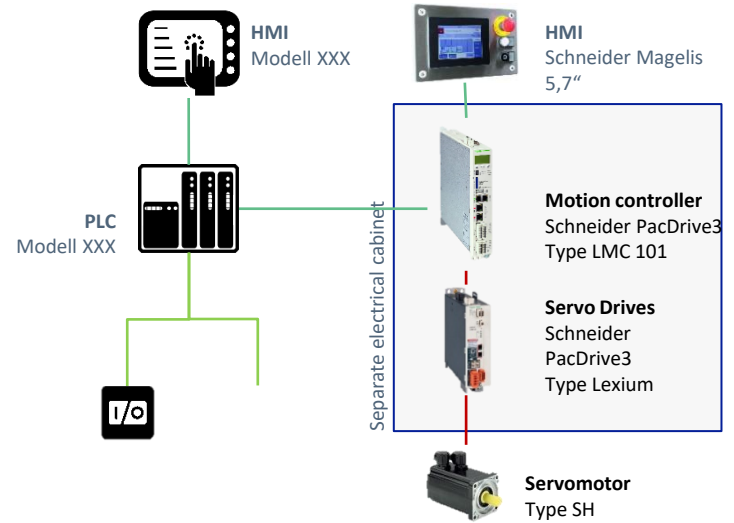 HMI
Modell XXX
HMI
Schneider Magelis
5,7“
PLC
Modell XXX
Separate electrical cabinet
Motion controller
Schneider PacDrive3
Type LMC 101
Servo Drives
Schneider
PacDrive3
Type Lexium
I/O
Servomotor
Type SH